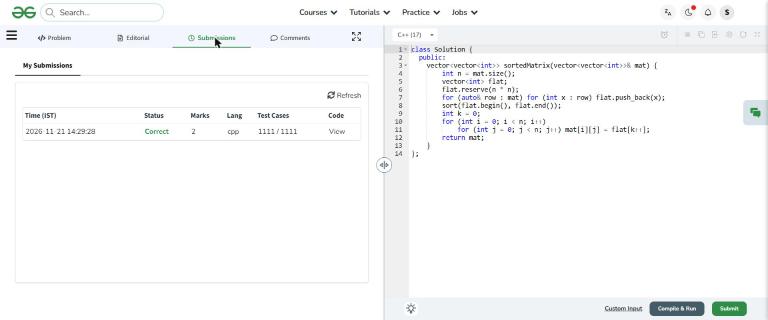 Search...
Courses Tutorials Practice Jobs
S
Problem Editorial Submissions Comments
My Submissions
Refresh
Time (IST) Status Marks Lang Test Cases Code
2026-11-21 14:29:28 Correct 2 cpp 1111 / 1111 View
C++ (17)
1 class Solution {
2 public:
3 vector<vector<int>> sortedMatrix(vector<vector<int>>& mat) {
4 int n = mat.size();
5 vector<int> flat;
6 flat.reserve(n * n);
7 for (auto& row : mat) for (int x : row) flat.push_back(x);
8 sort(flat.begin(), flat.end());
9 int k = 0;
10 for (int i = 0; i < n; i++)
11 for (int j = 0; j < n; j++) mat[i][j] = flat[k++];
12 return mat;
13 }
14 };
Custom Input Compile & Run Submit